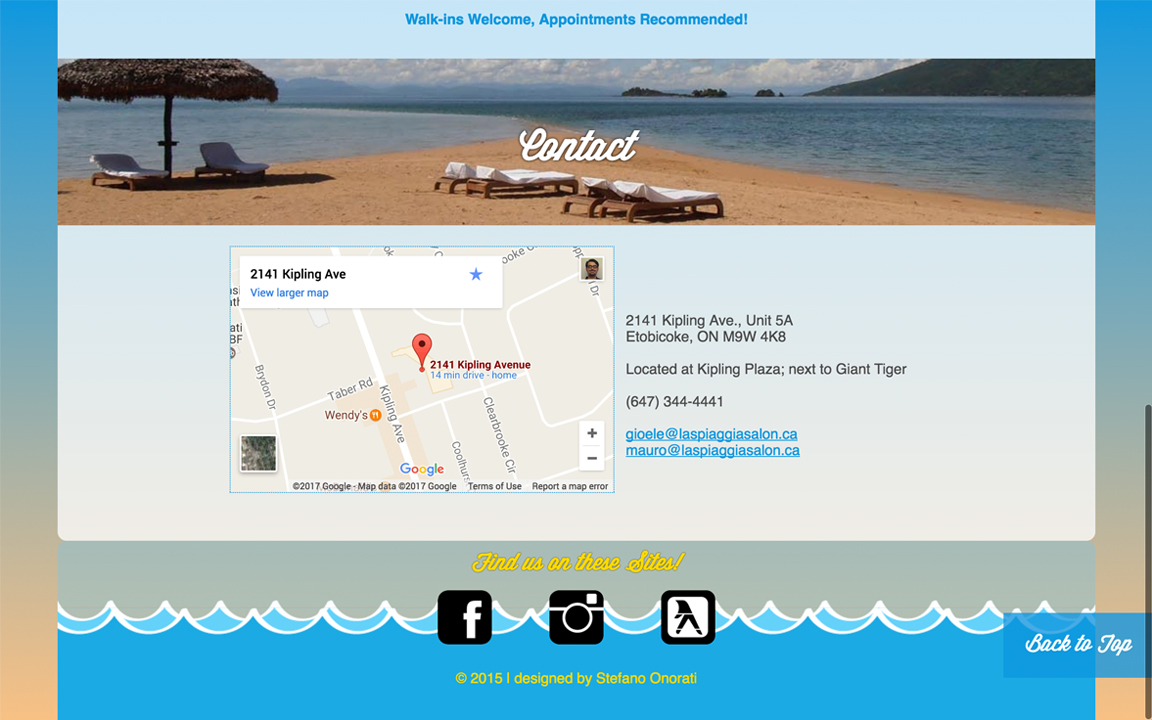 Walk-ins Welcome, Appointments Recommended!
Contact
2141 Kipling Ave
View larger map
2141 Kipling Avenue
14 min drive - home
Brydon Dr
Taber Rd
Wendy's
Kipling Ave
Clearbrooke Cir
Google
©2017 Google - Map data ©2017 Google Terms of Use Report a map error
2141 Kipling Ave., Unit 5A
Etobicoke, ON M9W 4K8
Located at Kipling Plaza; next to Giant Tiger
(647) 344-4441
gioele@laspiaggiasalon.ca
mauro@laspiaggiasalon.ca
Find us on these Sites!
Back to Top
© 2015 | designed by Stefano Onorati